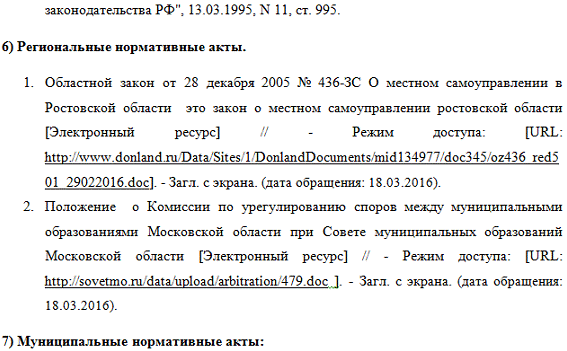 законодательства РФ", 13.03.1995, N 11, ст. 995.
6) Региональные нормативные акты.
1. Областной закон от 28 декабря 2005 № 436-ЗС О местном самоуправлении в
Ростовской области это закон о местном самоуправлении ростовской области
[Электронный ресурс] // - Режим доступа: [URL:
http://www.donland.ru/Data/Sites/1/DonlandDocuments/mid134977/doc345/oz436_red5
01_29022016.doc]. - Загл. с экрана. (дата обращения: 18.03.2016).
2. Положение о Комиссии по урегулированию споров между муниципальными
образованиями Московской области при Совете муниципальных образований
Московской области [Электронный ресурс] // - Режим доступа: [URL:
http://sovetmo.ru/data/upload/arbitration/479.doc ]. - Загл. с экрана. (дата обращения:
18.03.2016).
7) Муниципальные нормативные акты: